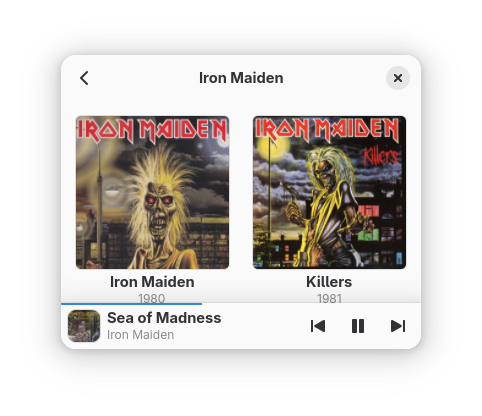 Iron Maiden
IRON MAIDEN
IRON MAIDEN
Killers
Iron Maiden
Killers
1980
1981
Sea of Madness
Iron Maiden